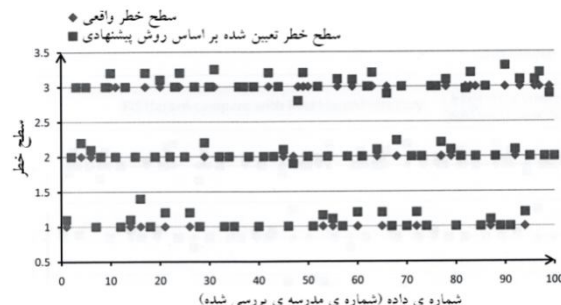 سطح خطر واقعی
سطح خطر تعیین شده بر اساس روش پیشنهادی
3.5
3
2.5
2
1.5
1
0.5
سطح خطر
0 10 20 30 40 50 60 70 80 90 100
شماره ی داده (شماره ی مدرسه ی بررسی شده)